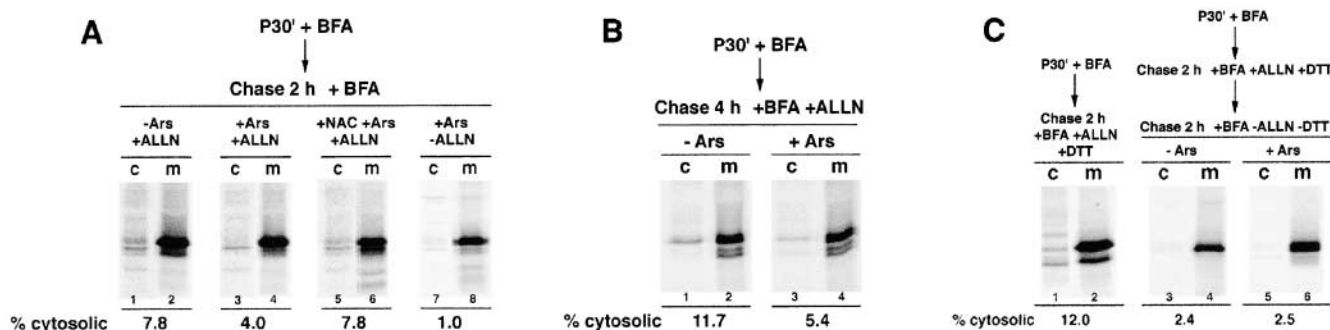 A
P30' + BFA
Chase 2 h + BFA
-Ars +Ars +NAC +Ars +Ars
+ALLN +ALLN +ALLN -ALLN
c m c m c m c m
1 2 3 4 5 6 7 8
% cytosolic 7.8 4.0 7.8 1.0
B
P30' + BFA
Chase 4 h +BFA +ALLN
- Ars + Ars
c m c m
1 2 3 4
% cytosolic 11.7 5.4
C
P30' + BFA
Chase 2 h
+BFA +ALLN
+DTT
P30' + BFA
Chase 2 h +BFA +ALLN +DTT
Chase 2 h +BFA -ALLN -DTT
- Ars + Ars
c m c m c m
1 2 3 4 5 6
% cytosolic 12.0 2.4 2.5